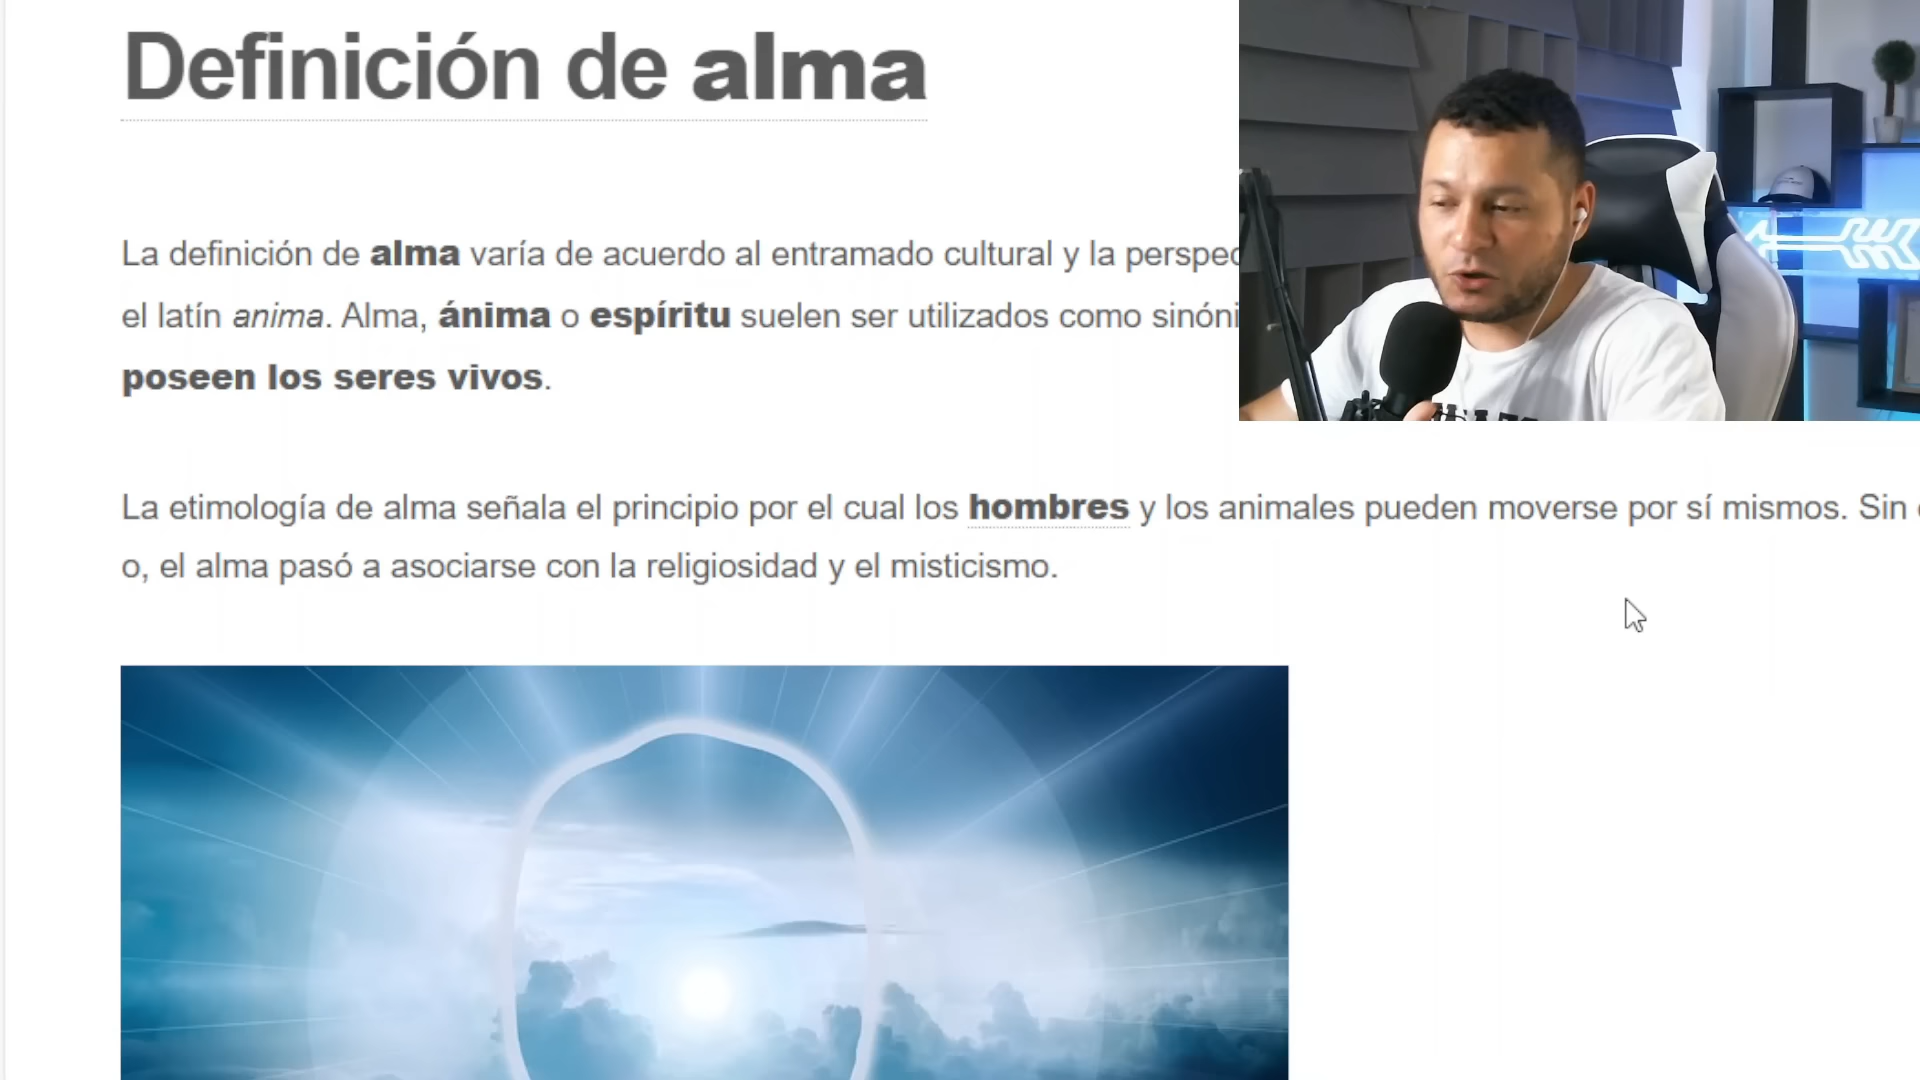 Definición de alma
La definición de alma varía de acuerdo al entramado cultural y la
el latín anima. Alma, ánima o espíritu suelen ser utilizados como
poseen los seres vivos.
La etimología de alma señala el principio por el cual los hombres y los animales pueden moverse por sí mismos. Sin
o, el alma pasó a asociarse con la religiosidad y el misticismo.